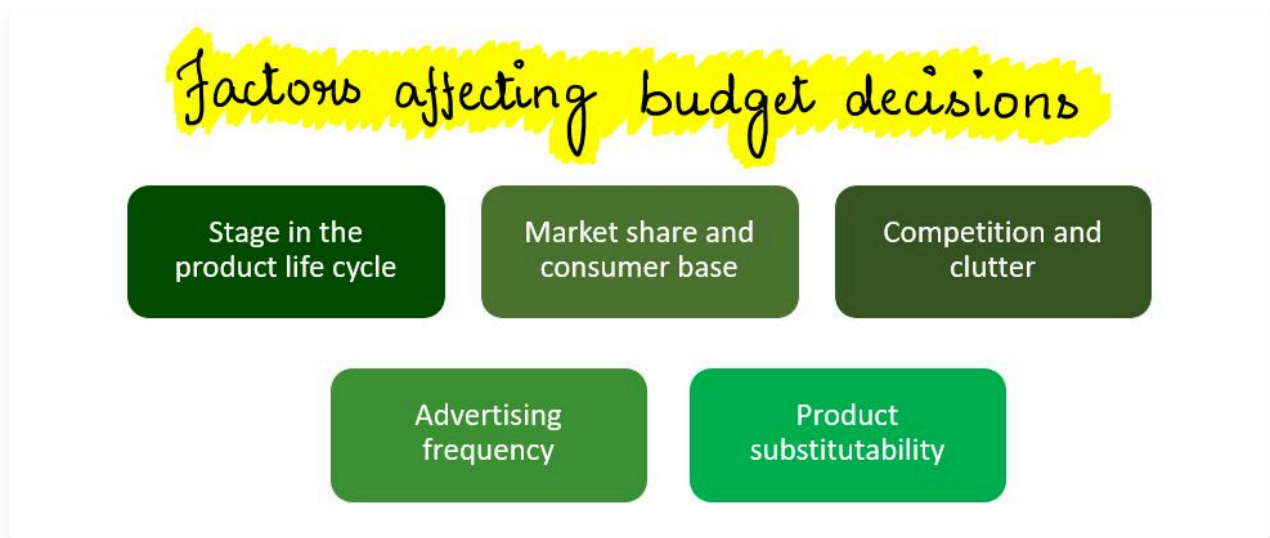 Factors affecting budget decisions
Stage in the
product life cycle
Market share and
consumer base
Competition and
clutter
Advertising
frequency
Product
substitutability